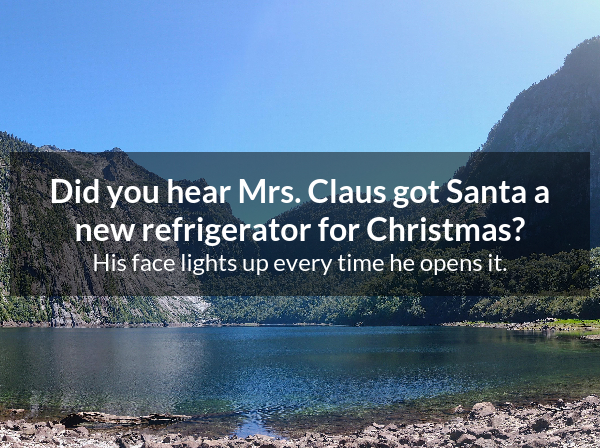 Did you hear Mrs. Claus got Santa a
new refrigerator for Christmas?
His face lights up every time he opens it.